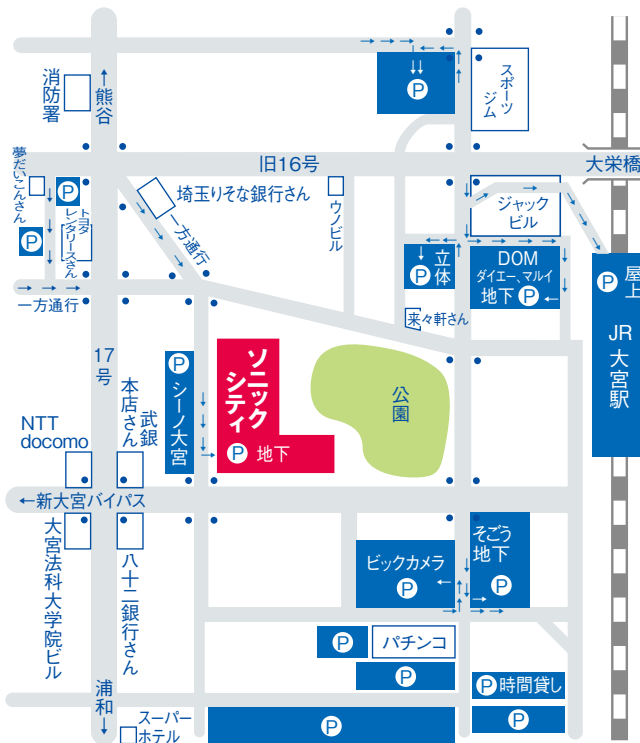 消防署
←熊谷
P
スポーツ
ジム
旧16号
大栄橋
夢だいこんさん
P
トヨタ
レンタリースさん
P
埼玉りそな銀行さん
一方通行
ウノビル
ジャック
ビル
立体
P
DOM
ダイエー、マルイ
地下 P
P 屋上
JR
大宮駅
一方通行
来々軒さん
17号
P
シーノ大宮
ソニック
シティ
P 地下
公園
NTT
docomo
武銀
本店さん
←新大宮バイパス
大宮法科大学院ビル
八十二銀行さん
ビックカメラ
P
そごう
地下
P
P
パチンコ
P
P 時間貸し
浦和→
スーパー
ホテル
P
P